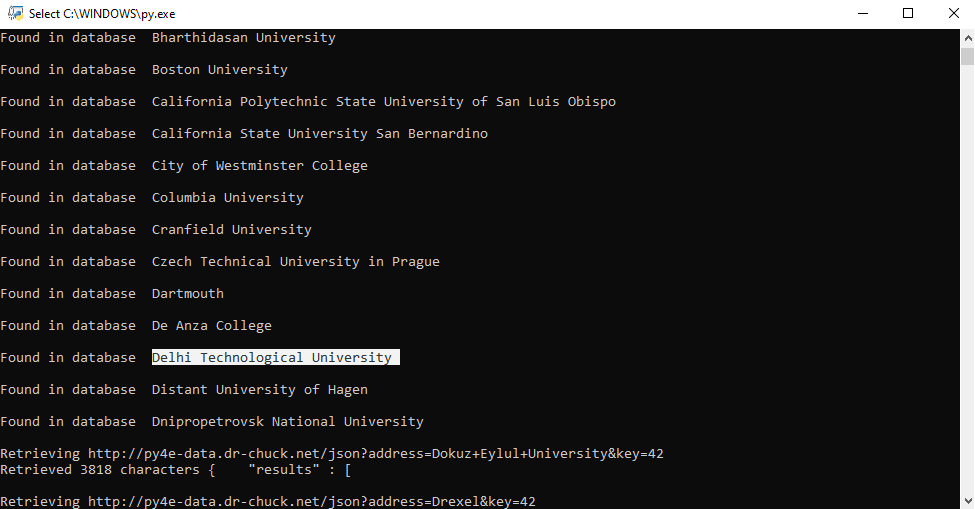 Select C:\WINDOWS\py.exe
Found in database  Bharthidasan University
Found in database  Boston University
Found in database  California Polytechnic State University of San Luis Obispo
Found in database  California State University San Bernardino
Found in database  City of Westminster College
Found in database  Columbia University
Found in database  Cranfield University
Found in database  Czech Technical University in Prague
Found in database  Dartmouth
Found in database  De Anza College
Found in database  Delhi Technological University
Found in database  Distant University of Hagen
Found in database  Dnipropetrovsk National University
Retrieving http://py4e-data.dr-chuck.net/json?address=Dokuz+Eylul+University&key=42
Retrieved 3818 characters {    "results" : [
Retrieving http://py4e-data.dr-chuck.net/json?address=Drexel&key=42